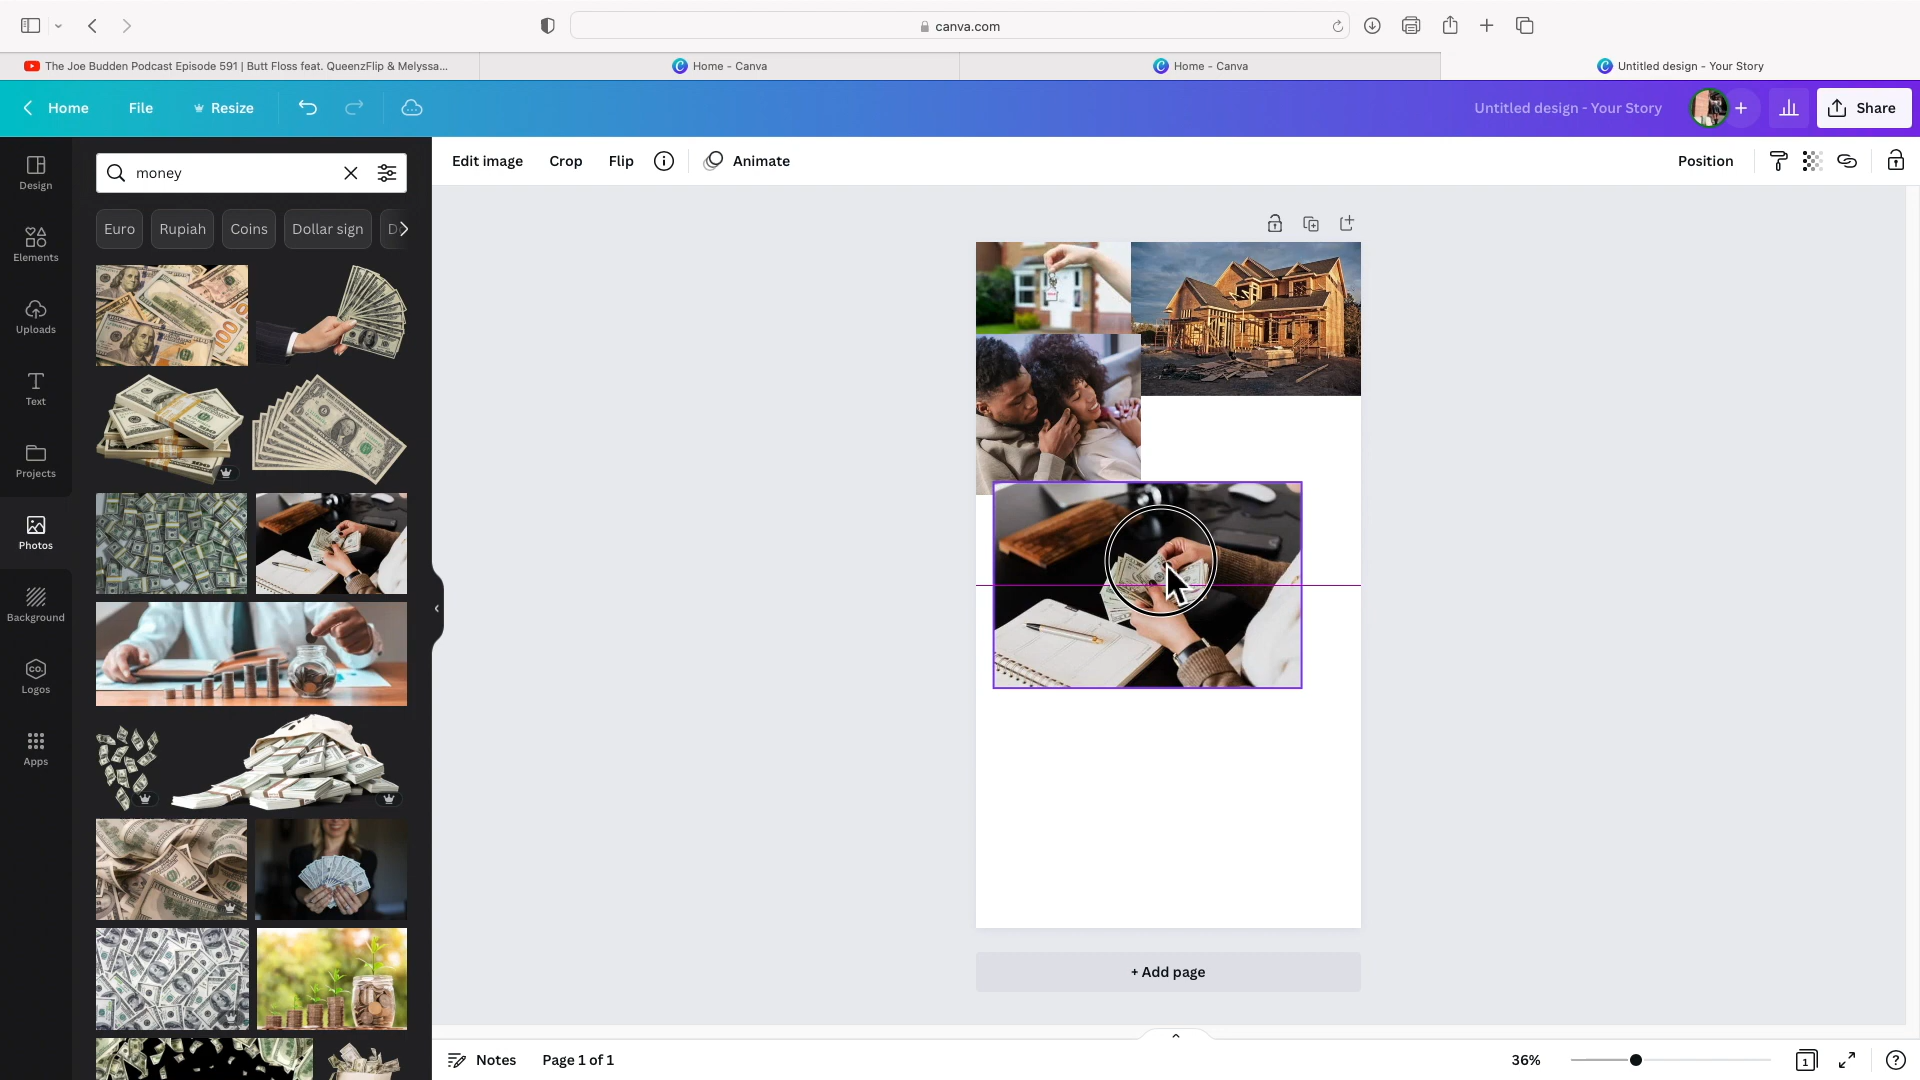 canva.com
The Joe Budden Podcast Episode 591 | Butt Floss feat. QueenzFlip & Melyssa...
Home - Canva
Home - Canva
Untitled design - Your Story
Home
File
Resize
Untitled design - Your Story
Share
money
Edit image
Crop
Flip
Animate
Position
Euro
Rupiah
Coins
Dollar sign
Design
Elements
Uploads
Text
Projects
Photos
Background
CO.
Logos
Apps
+ Add page
Notes
Page 1 of 1
36%
1